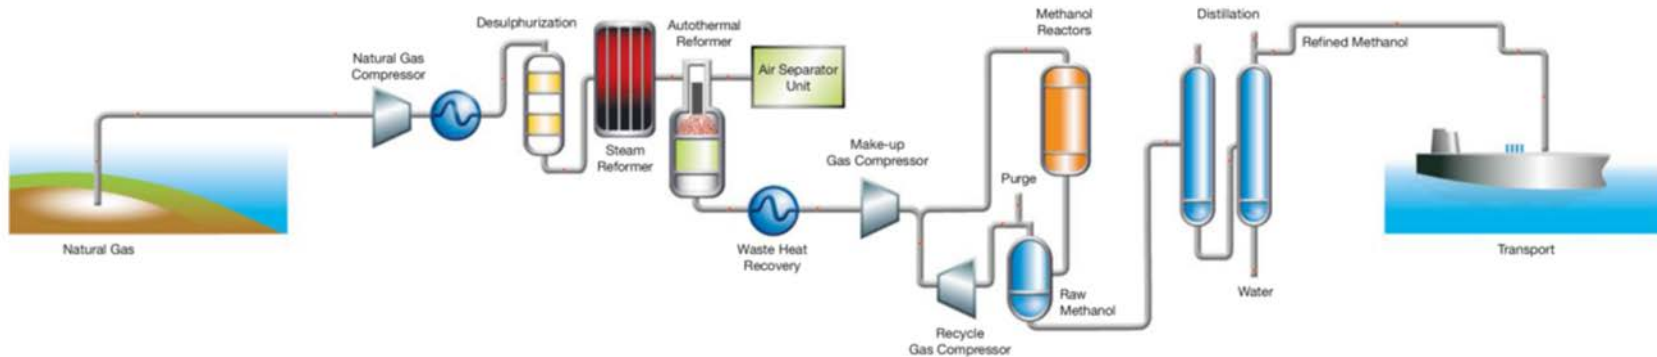 Natural Gas
Natural Gas
Compressor
Desulphurization
Steam
Reformer
Autothermal
Reformer
Air Separator
Unit
Waste Heat
Recovery
Make-up
Gas Compressor
Recycle
Gas Compressor
Purge
Raw
Methanol
Methanol
Reactors
Distillation
Water
Refined Methanol
Transport